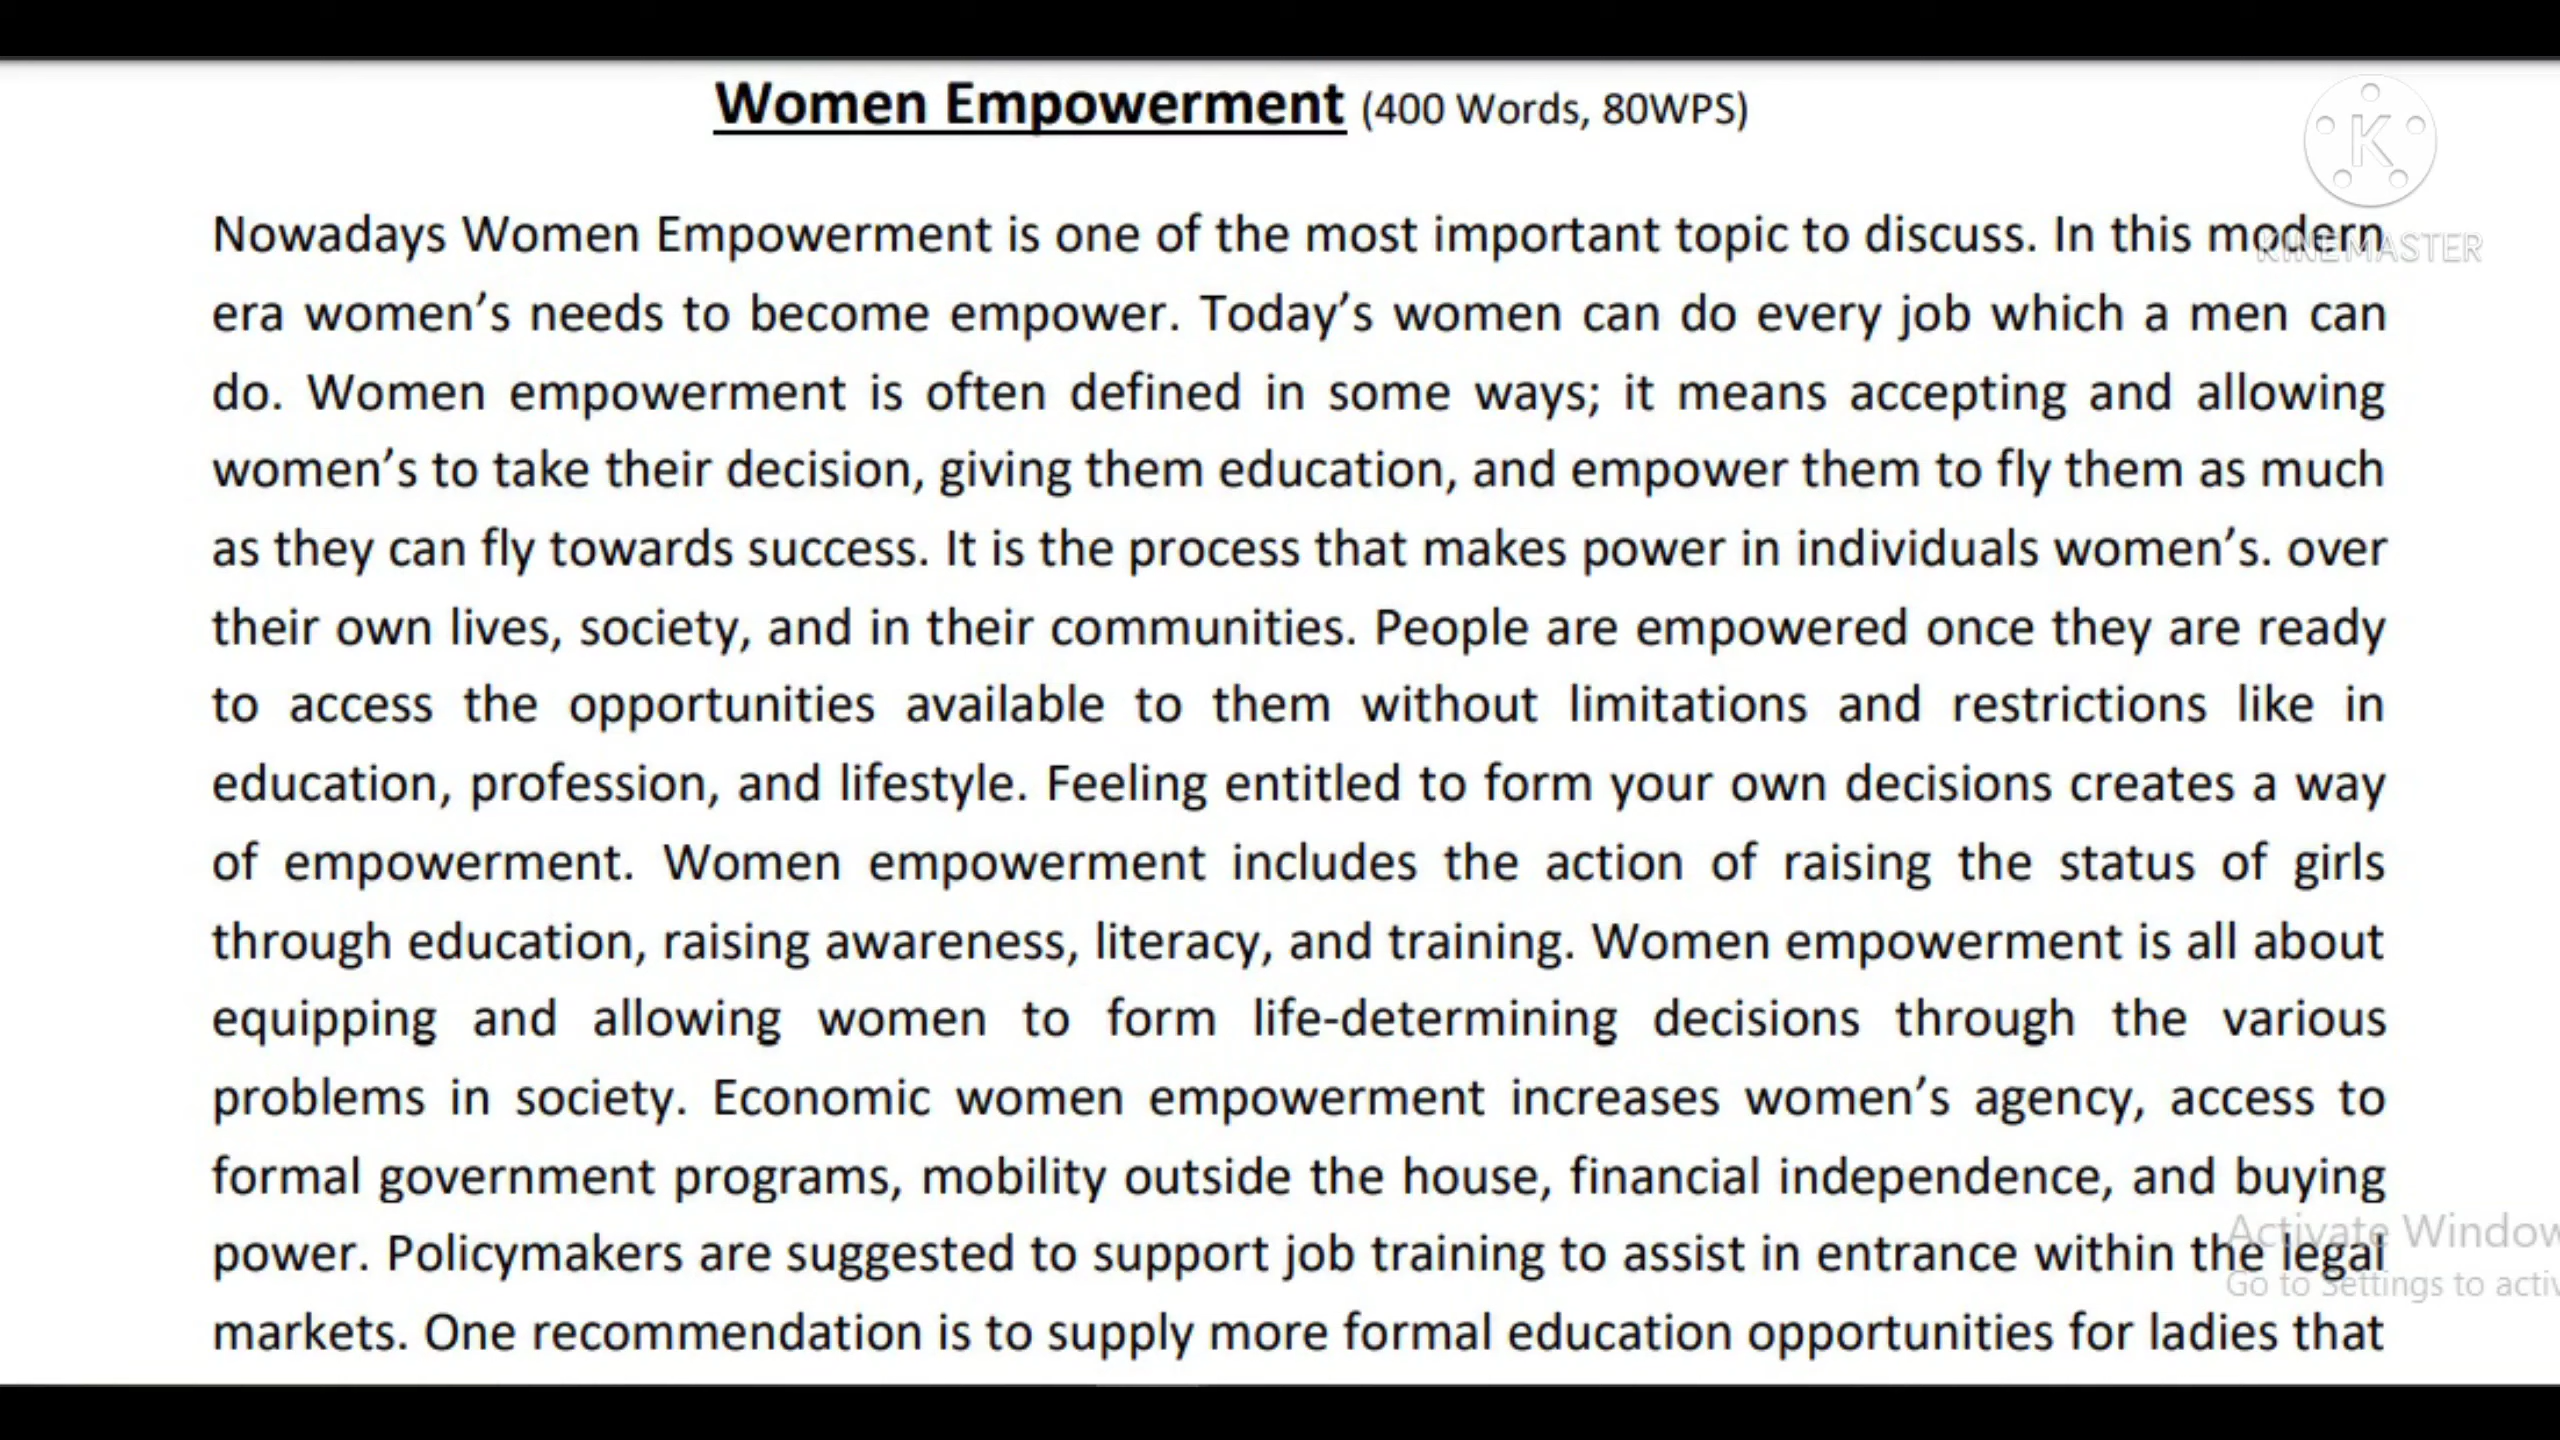 Women Empowerment (400 Words, 80WPS)
K
KINEMASTER
Nowadays Women Empowerment is one of the most important topic to discuss. In this modern
era women’s needs to become empower. Today’s women can do every job which a men can
do. Women empowerment is often defined in some ways; it means accepting and allowing
women’s to take their decision, giving them education, and empower them to fly them as much
as they can fly towards success. It is the process that makes power in individuals women’s. over
their own lives, society, and in their communities. People are empowered once they are ready
to access the opportunities available to them without limitations and restrictions like in
education, profession, and lifestyle. Feeling entitled to form your own decisions creates a way
of empowerment. Women empowerment includes the action of raising the status of girls
through education, raising awareness, literacy, and training. Women empowerment is all about
equipping and allowing women to form life-determining decisions through the various
problems in society. Economic women empowerment increases women’s agency, access to
formal government programs, mobility outside the house, financial independence, and buying
power. Policymakers are suggested to support job training to assist in entrance within the legal
markets. One recommendation is to supply more formal education opportunities for ladies that
Activate Window
Go to Settings to activ